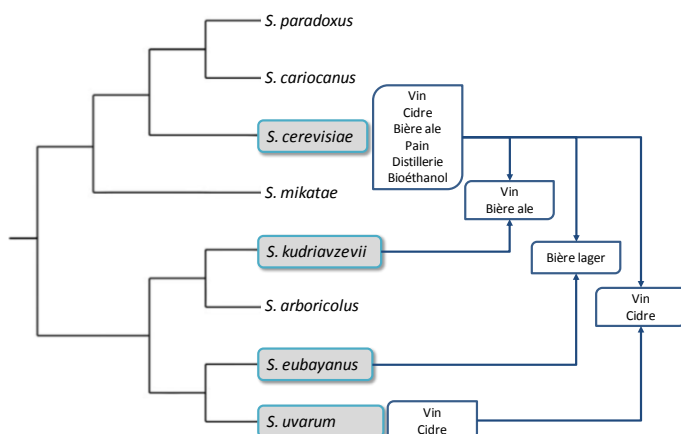 S. paradoxus
S. cariocanus
S. cerevisiae
Vin
Cidre
Bière ale
Pain
Distillerie
Bioéthanol
S. mikatae
Vin
Bière ale
S. kudriavzevii
Bière lager
S. arboricolus
Vin
Cidre
S. eubayanus
S. uvarum
Vin
Cidre